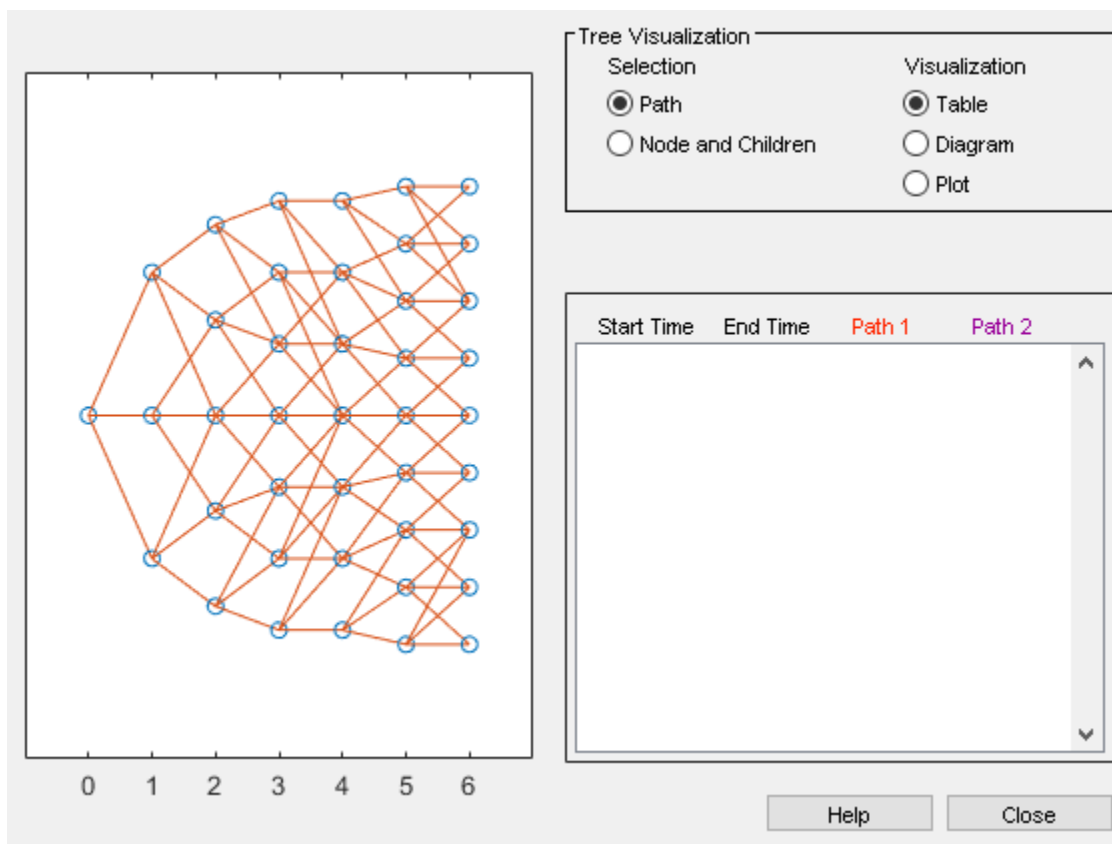 Tree Visualization
Selection Visualization
Path Table
Node and Children Diagram
Plot
Start Time End Time Path 1 Path 2
0 1 2 3 4 5 6
Help Close